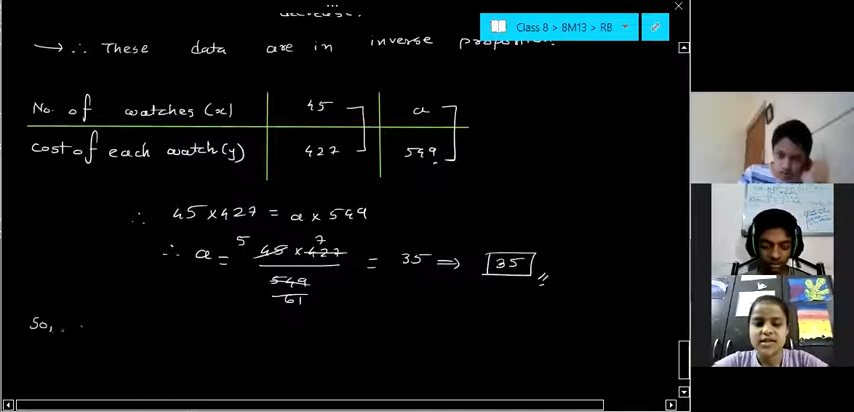 Class 8 > 8M13 > RB
→ ∴ These data are in inverse proportion.
No. of watches (x) 45 a
Cost of each watch (y) 427 549
∴ 45 × 427 = a × 549
∴ a = 5 45 × 7 427 = 35 ⇒ 35
549
61
So,